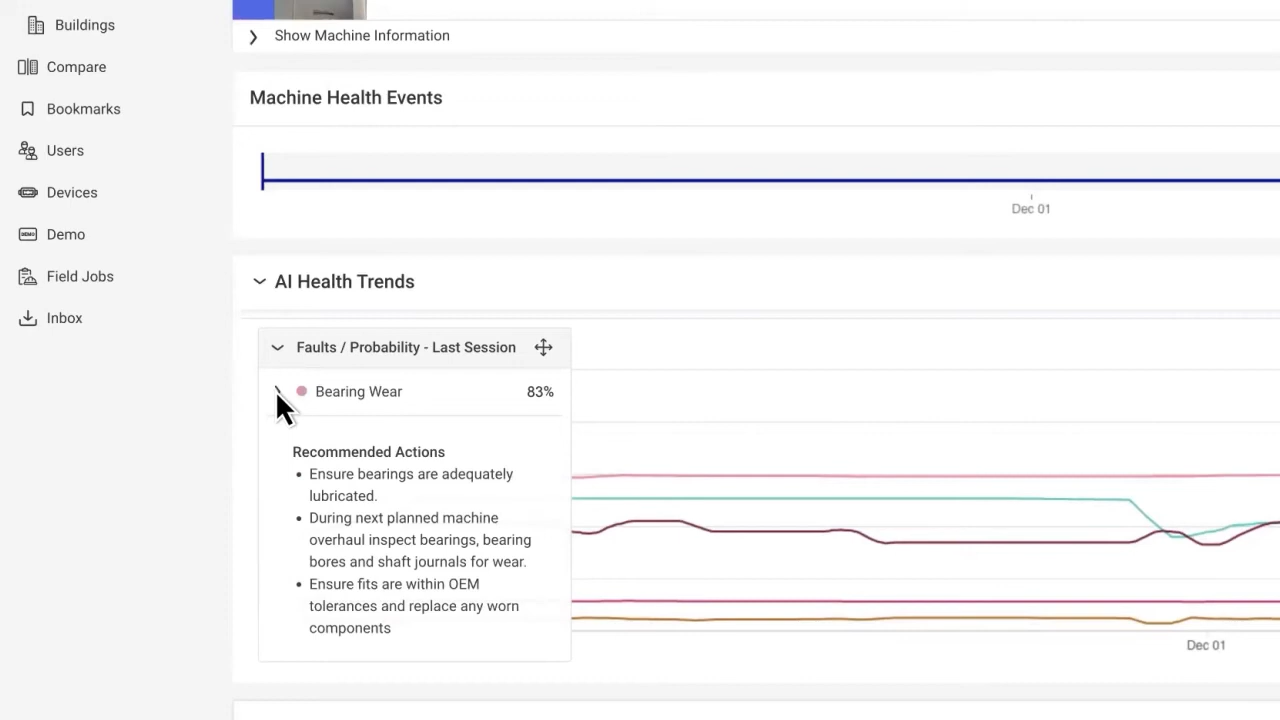 Buildings
Compare
Bookmarks
Users
Devices
DEMO Demo
Field Jobs
Inbox
Show Machine Information
Machine Health Events
Dec 01
AI Health Trends
Faults / Probability - Last Session
Bearing Wear 83%
Recommended Actions
• Ensure bearings are adequately
lubricated.
• During next planned machine
overhaul inspect bearings, bearing
bores and shaft journals for wear.
• Ensure fits are within OEM
tolerances and replace any worn
components
Dec 01